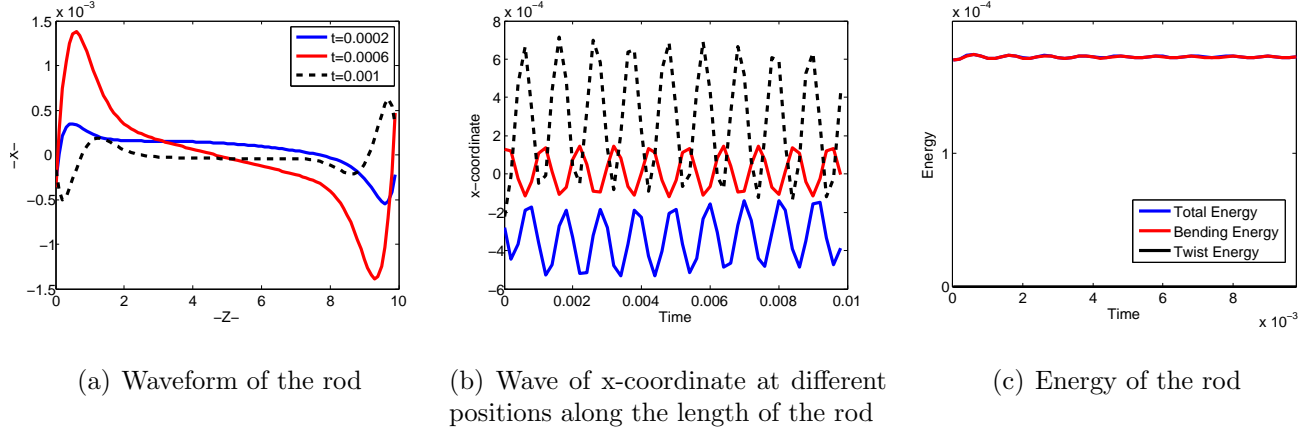 x 10⁻³
1.5
1
0.5
0
−0.5
−1
−1.5
−X−
0
2
4
6
8
10
−Z−
t=0.0002
t=0.0006
t=0.001
x 10⁻⁴
8
6
4
2
0
−2
−4
−6
x−coordinate
0
0.002
0.004
0.006
0.008
0.01
Time
x 10⁻⁴
1
0
Energy
0
2
4
6
8
x 10⁻³
Time
Total Energy
Bending Energy
Twist Energy
(a) Waveform of the rod
(b) Wave of x-coordinate at different
positions along the length of the rod
(c) Energy of the rod